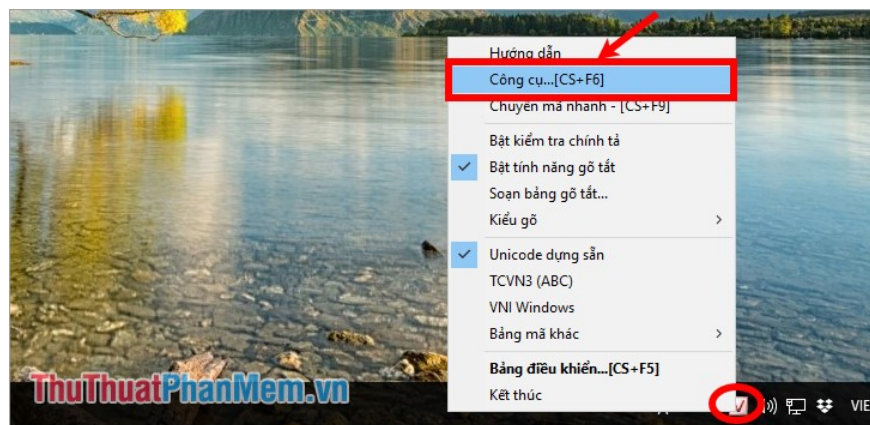 Hướng dẫn
Công cụ...[CS+F6]
Chuyển mã nhanh - [CS+F9]
Bật kiểm tra chính tả
Bật tính năng gõ tắt
Soạn bảng gõ tắt...
Kiểu gõ
Unicode dựng sẵn
TCVN3 (ABC)
VNI Windows
Bảng mã khác
Bảng điều khiển...[CS+F5]
Kết thúc
ThuThuatPhanMem.vn
VIE